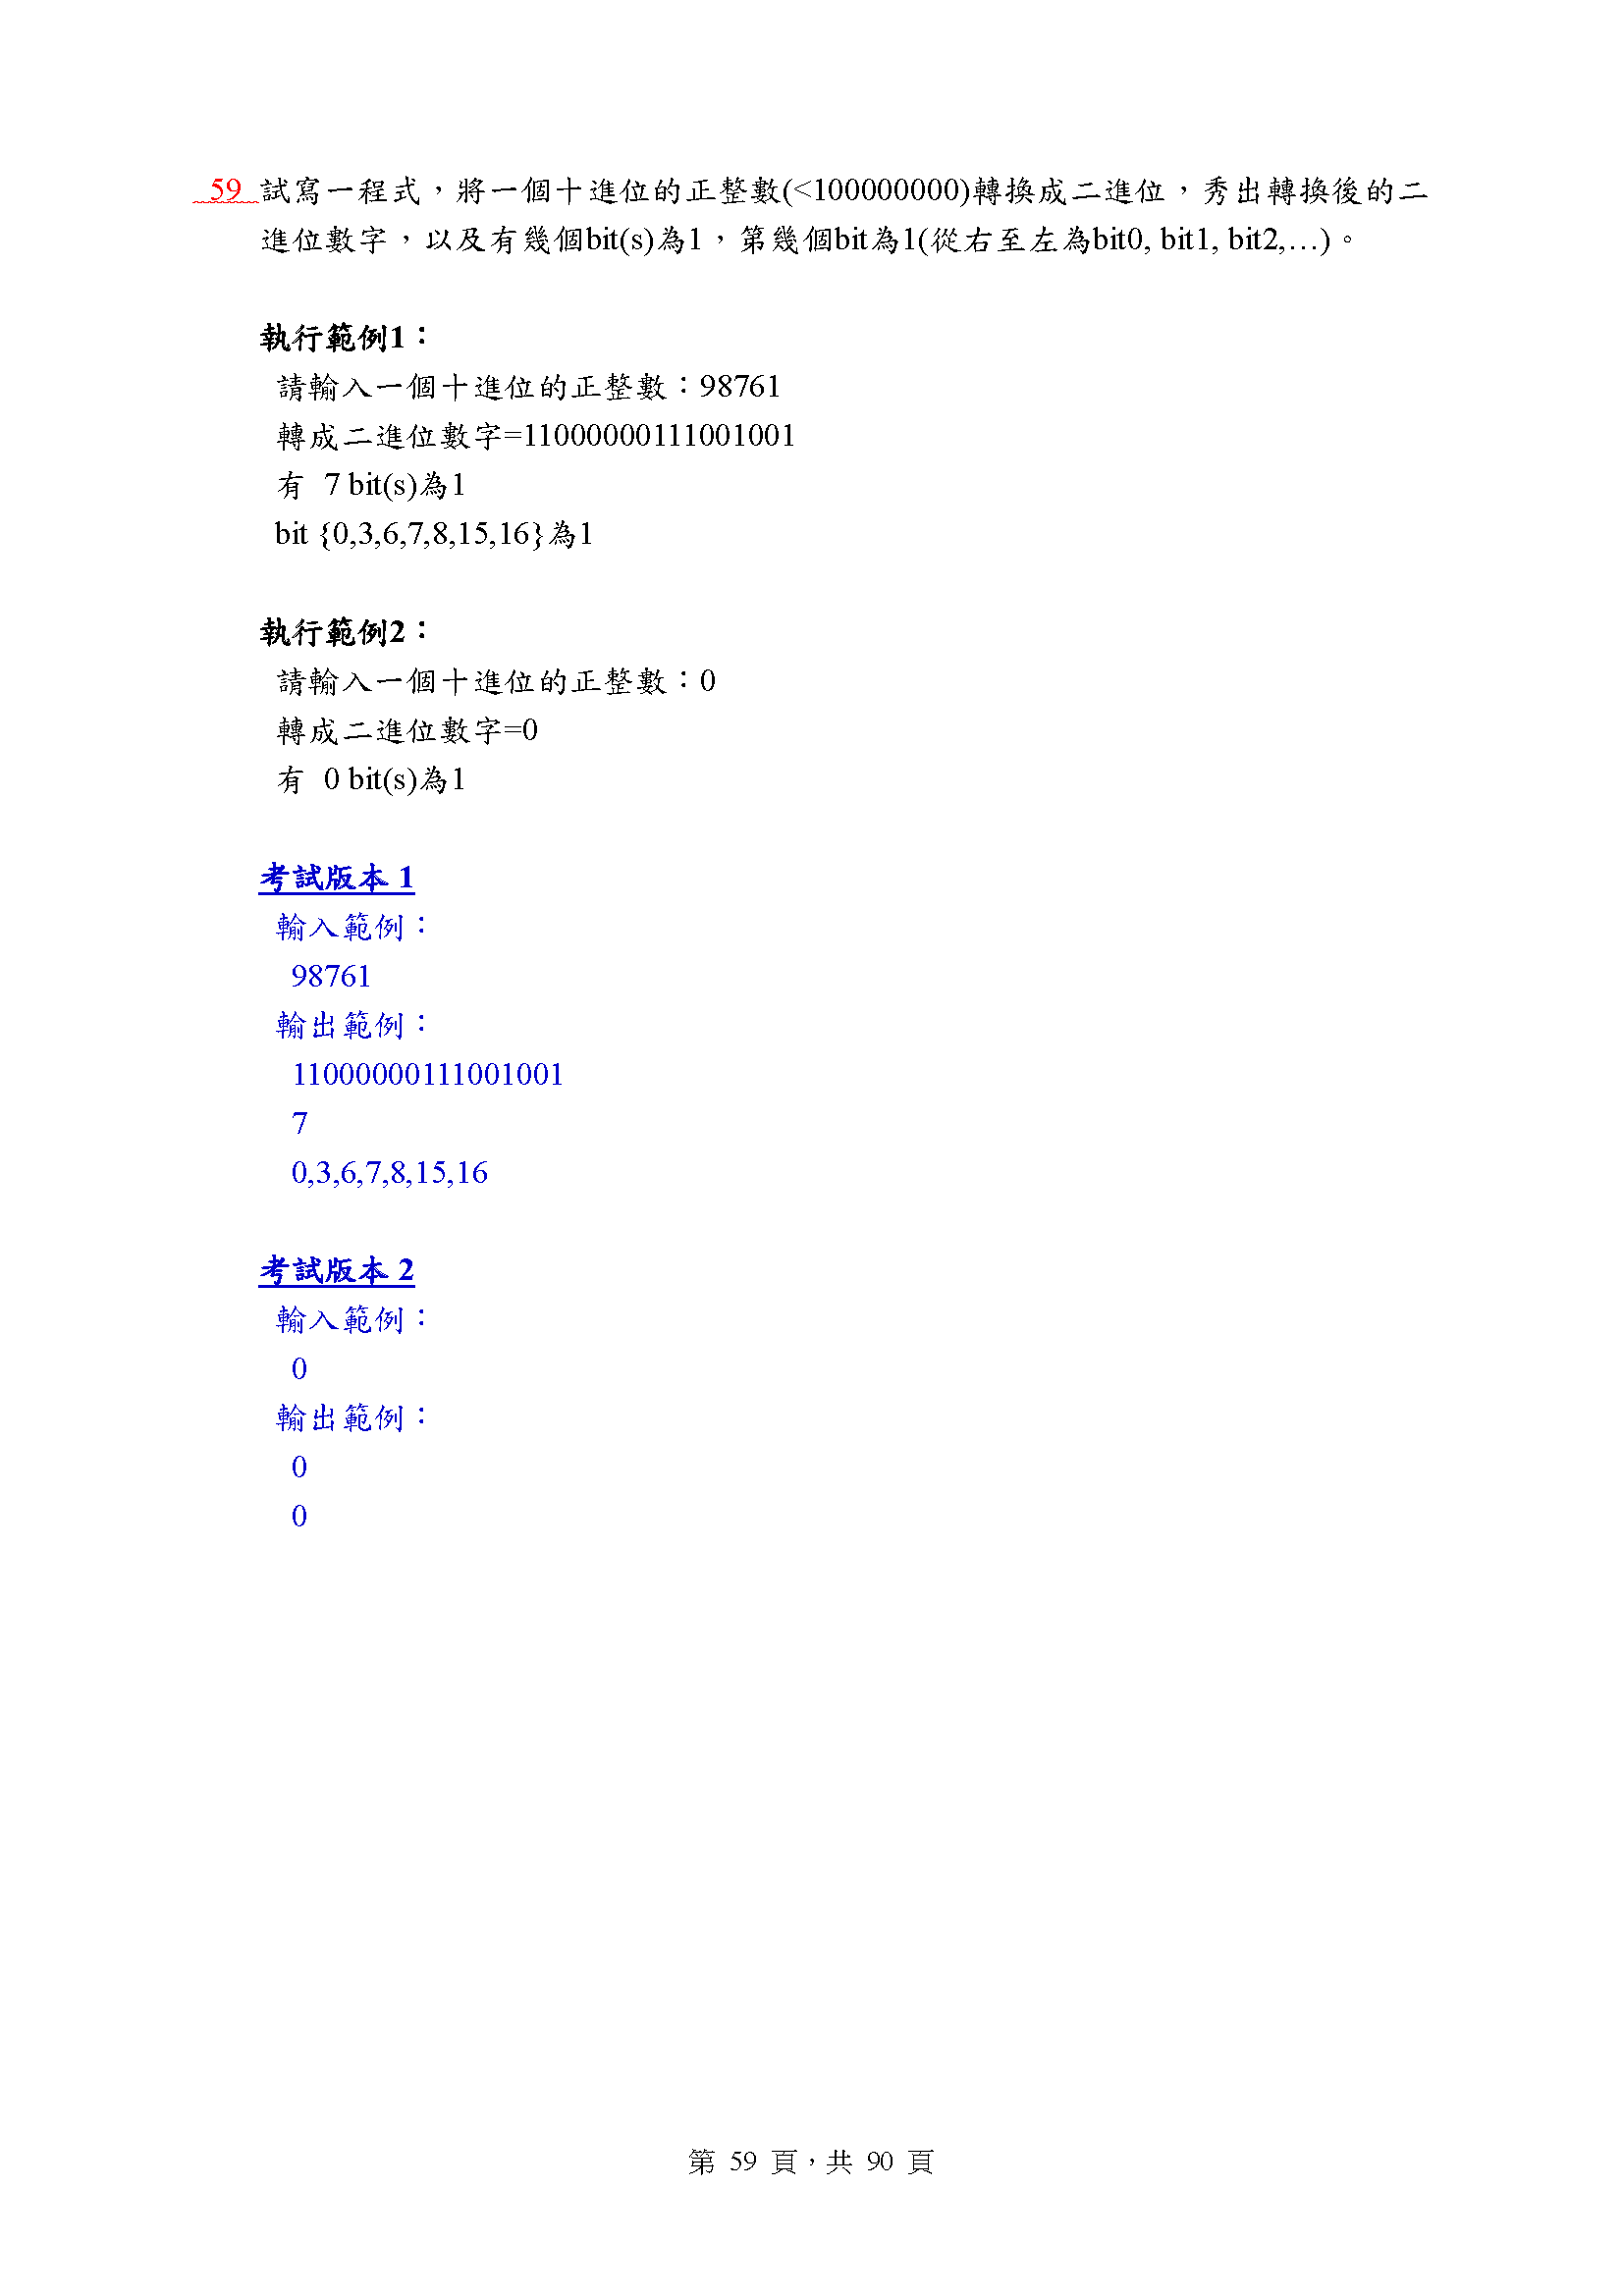 59 試寫一程式，將一個十進位的正整數(<100000000)轉換成二進位，秀出轉換後的二
進位數字，以及有幾個bit(s)為1，第幾個bit為1(從右至左為bit0, bit1, bit2,…)。
執行範例1：
請輸入一個十進位的正整數：98761
轉成二進位數字=11000000111001001
有 7 bit(s)為1
bit {0,3,6,7,8,15,16}為1
執行範例2：
請輸入一個十進位的正整數：0
轉成二進位數字=0
有 0 bit(s)為1
考試版本 1
輸入範例：
98761
輸出範例：
11000000111001001
7
0,3,6,7,8,15,16
考試版本 2
輸入範例：
0
輸出範例：
0
0
第 59 頁，共 90 頁